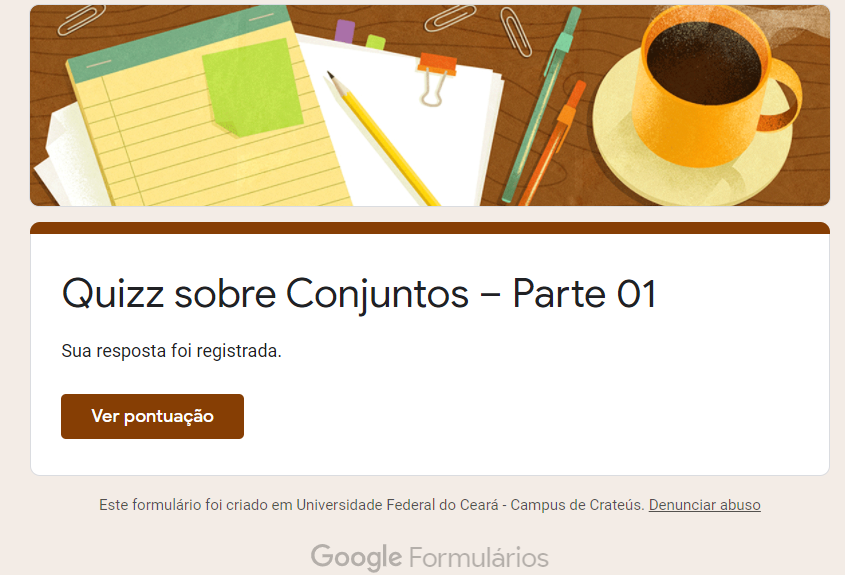 Quizz sobre Conjuntos – Parte 01
Sua resposta foi registrada.
Ver pontuação
Este formulário foi criado em Universidade Federal do Ceará - Campus de Crateús. Denunciar abuso
Google Formulários